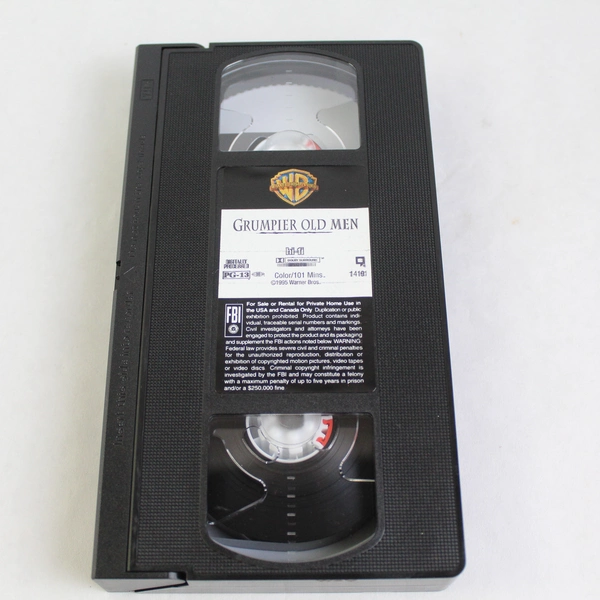 WB
GRUMPIER OLD MEN
hi-fi
DIGITALLY
PROCESSED
DOLBY SURROUND
PG-13
Color/101 Mins.
14191
©1995 Warner Bros.
FBI
For Sale or Rental for Private Home Use in
the USA and Canada Only. Duplication or public
exhibition prohibited. Product contains indi-
vidual, traceable serial numbers and markings.
Civil investigators and attorneys have been
engaged to protect the product and its packaging
and supplement the FBI actions noted below. WARNING:
Federal law provides severe civil and criminal penalties
for the unauthorized reproduction, distribution or
exhibition of copyrighted motion pictures, video tapes
or video discs. Criminal copyright infringement is
investigated by the FBI and may constitute a felony
with a maximum penalty of up to five years in prison
and/or a $250,000 fine